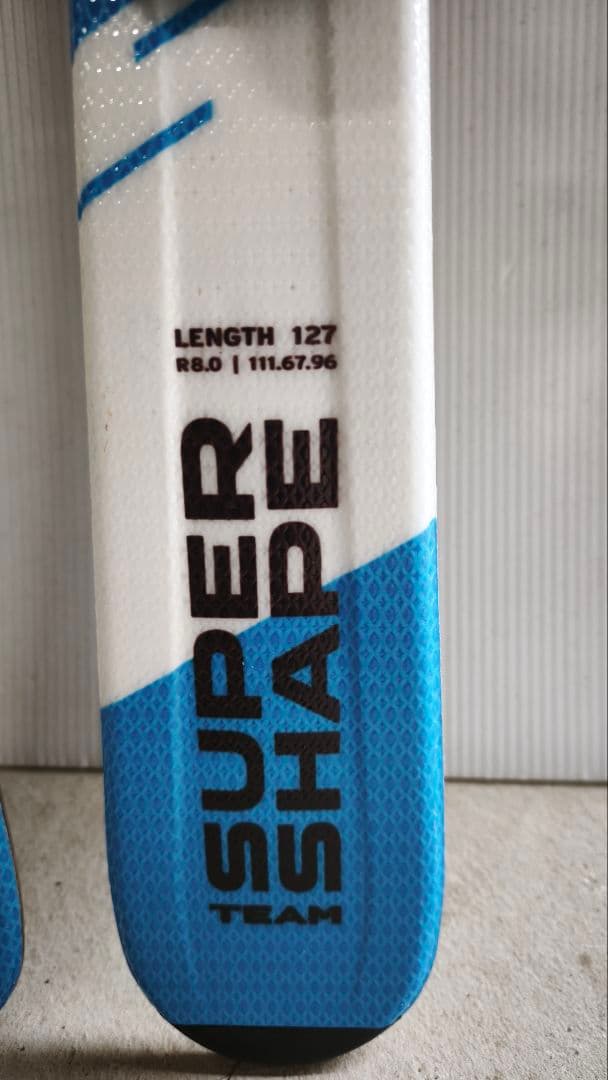 LENGTH 127
R8.0 | 111.67.96
SUPER
SHAPE
TEAM